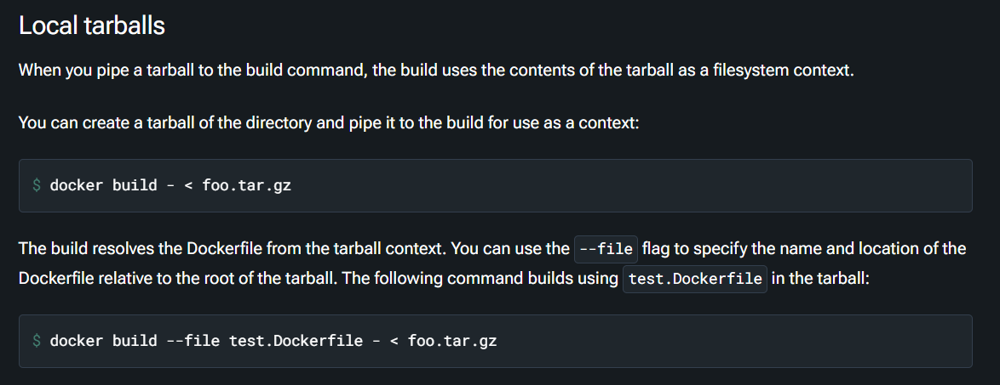 Local tarballs
When you pipe a tarball to the build command, the build uses the contents of the tarball as a filesystem context.
You can create a tarball of the directory and pipe it to the build for use as a context:
$ docker build - < foo.tar.gz
The build resolves the Dockerfile from the tarball context. You can use the --file flag to specify the name and location of the
Dockerfile relative to the root of the tarball. The following command builds using test.Dockerfile in the tarball:
$ docker build --file test.Dockerfile - < foo.tar.gz